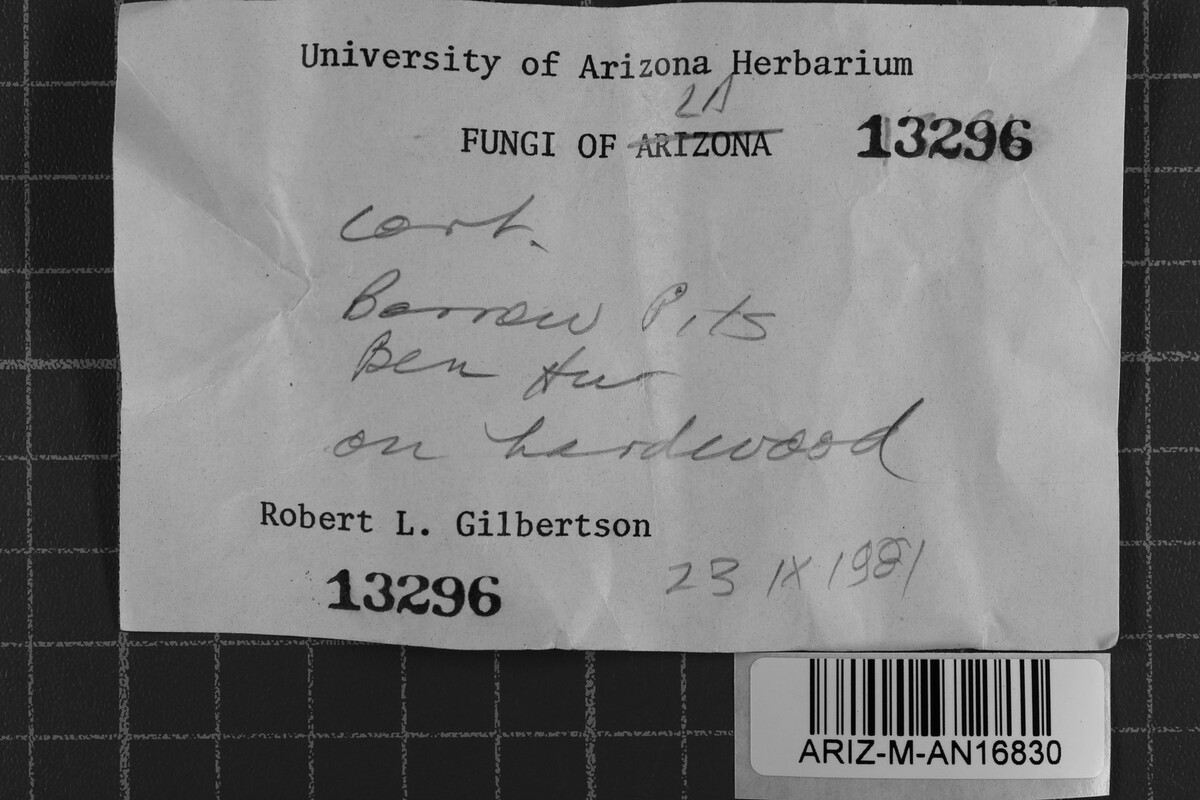 University of Arizona Herbarium
LA
FUNGI OF ARIZONA 13296
Cort.
Borrow Pits
Ben Hur
on hardwood
Robert L. Gilbertson
13296 23 IX 1981
ARIZ-M-AN16830